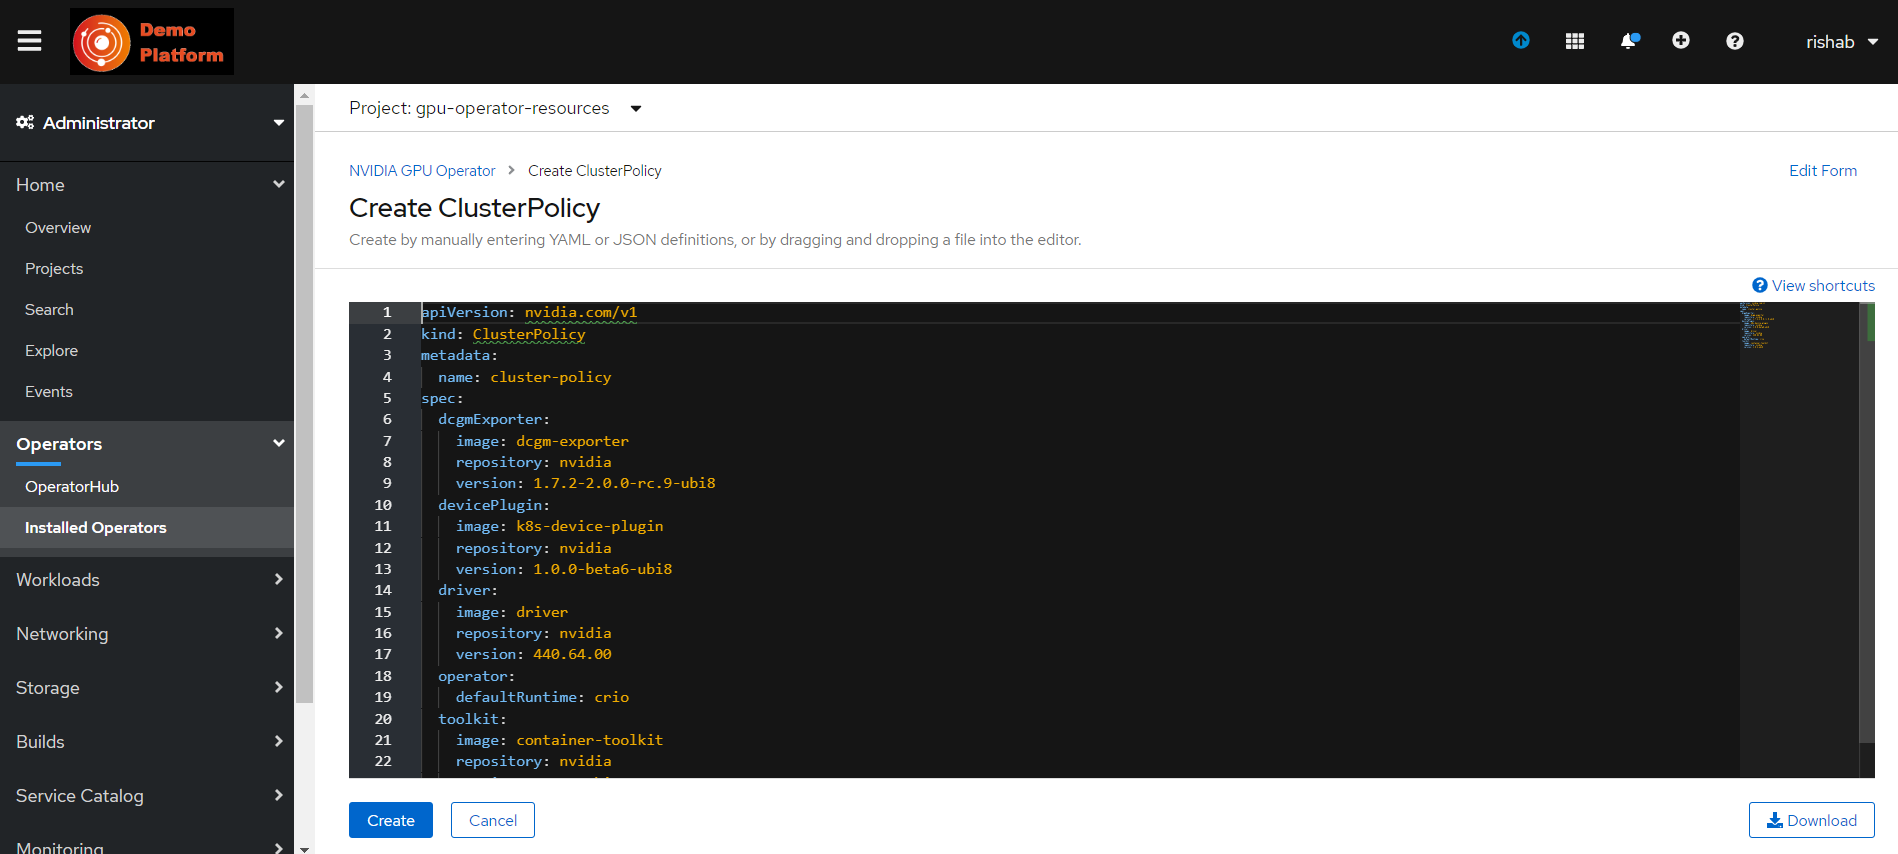 Demo
Platform
rishab
Administrator
Home
Overview
Projects
Search
Explore
Events
Operators
OperatorHub
Installed Operators
Workloads
Networking
Storage
Builds
Service Catalog
Monitoring
Project: gpu-operator-resources
NVIDIA GPU Operator > Create ClusterPolicy
Edit Form
Create ClusterPolicy
Create by manually entering YAML or JSON definitions, or by dragging and dropping a file into the editor.
View shortcuts
1 apiVersion: nvidia.com/v1
2 kind: ClusterPolicy
3 metadata:
4 name: cluster-policy
5 spec:
6 dcgmExporter:
7 image: dcgm-exporter
8 repository: nvidia
9 version: 1.7.2-2.0.0-rc.9-ubi8
10 devicePlugin:
11 image: k8s-device-plugin
12 repository: nvidia
13 version: 1.0.0-beta6-ubi8
14 driver:
15 image: driver
16 repository: nvidia
17 version: 440.64.00
18 operator:
19 defaultRuntime: crio
20 toolkit:
21 image: container-toolkit
22 repository: nvidia
Create
Cancel
Download